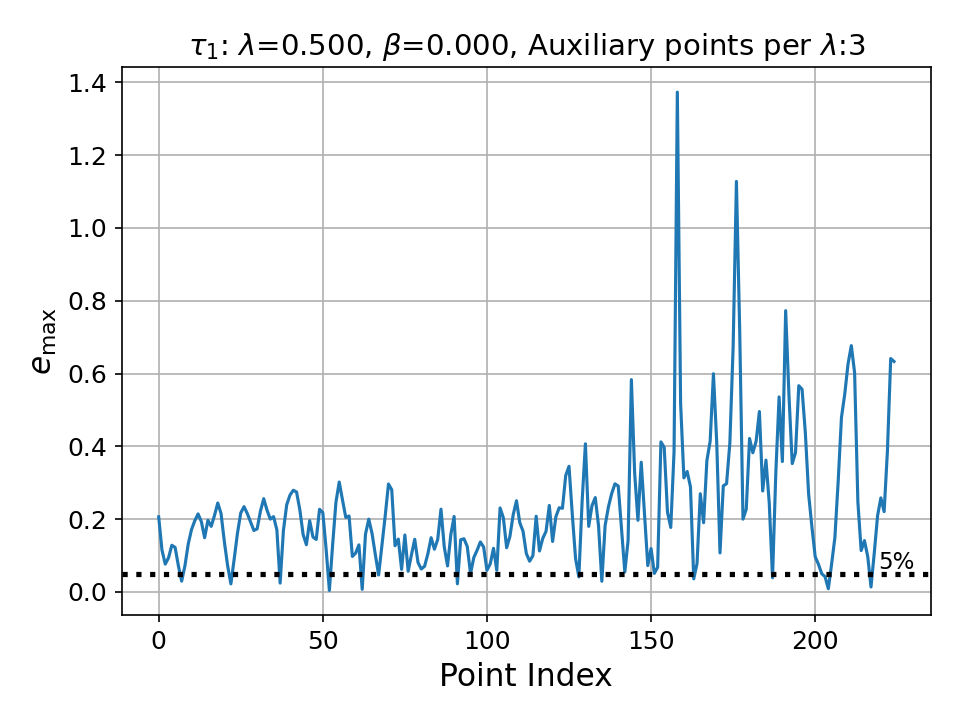 τ₁: λ=0.500, β=0.000, Auxiliary points per λ:3
1.4
1.2
1.0
0.8
0.6
0.4
0.2
0.0
e_max
5%
0 50 100 150 200
Point Index